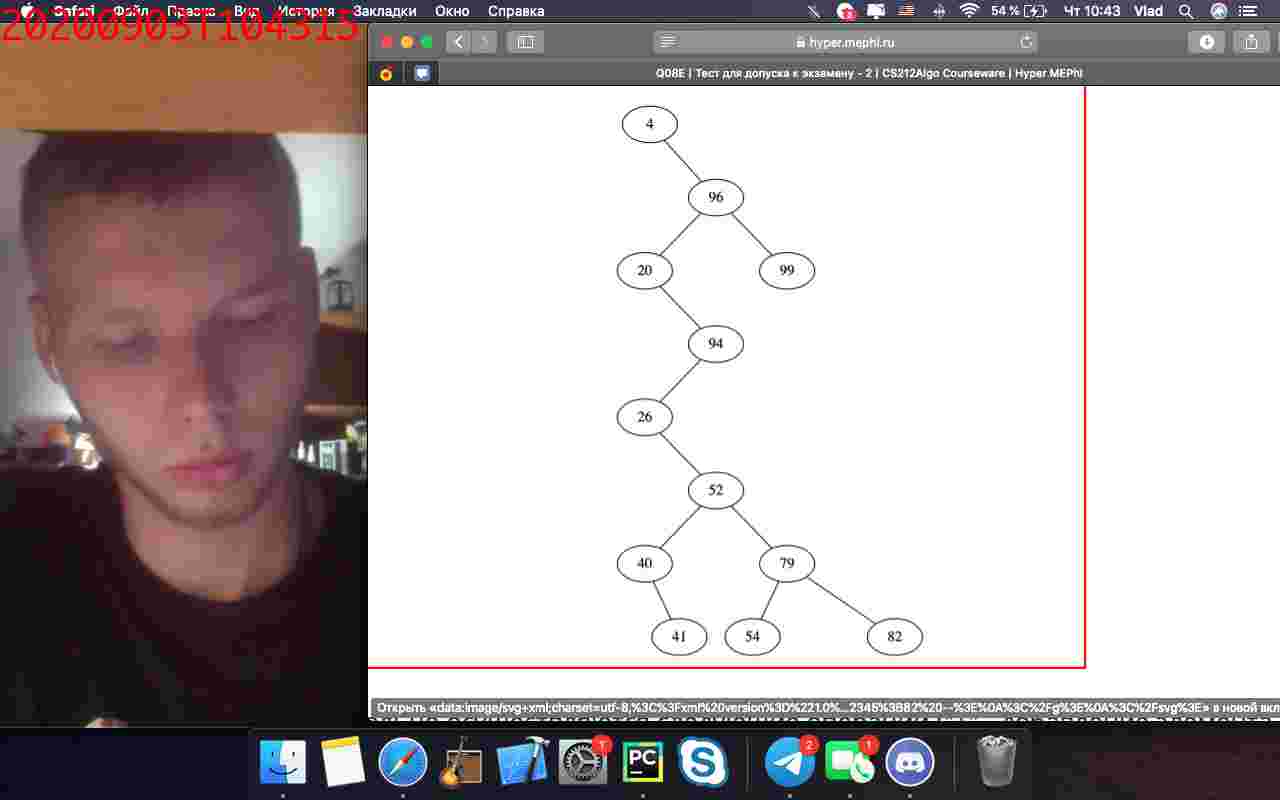 20200903T104315
Safari Файл Правка Вид История Закладки Окно Справка 54 % Чт 10:43 Vlad
hyper.mephi.ru
Q08E | Тест для допуска к экзамену - 2 | CS212Algo Courseware | Hyper.MEPhI
4
96
20
99
94
26
52
40
79
41
54
82
Открыть «data:image/svg+xml;charset=utf-8,%3C%3Fxml%20version%3D%221.0%...2345%3B82%20--%3E%0A%3C%2Fg%3E%0A%3C%2Fsvg%3E» в новой вкл
PC
2
1